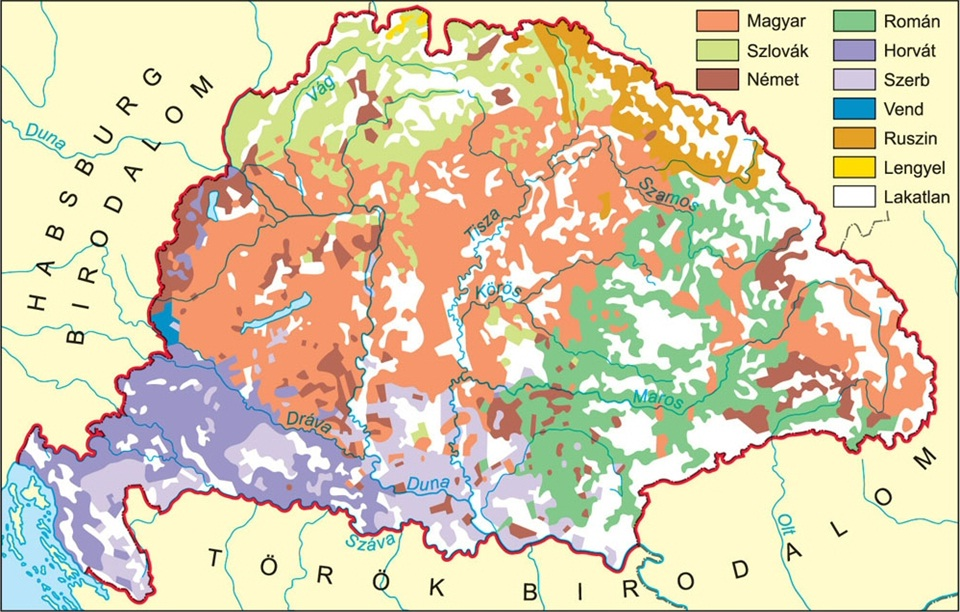 Magyar
Szlovák
Német
Román
Horvát
Szerb
Vend
Ruszin
Lengyel
Lakatlan
HABSBURG
BIRODALOM
Duna
Vág
Tisza
Szamos
Körös
Maros
Dráva
Duna
Száva
Olt
TÖRÖK BIRODALOM